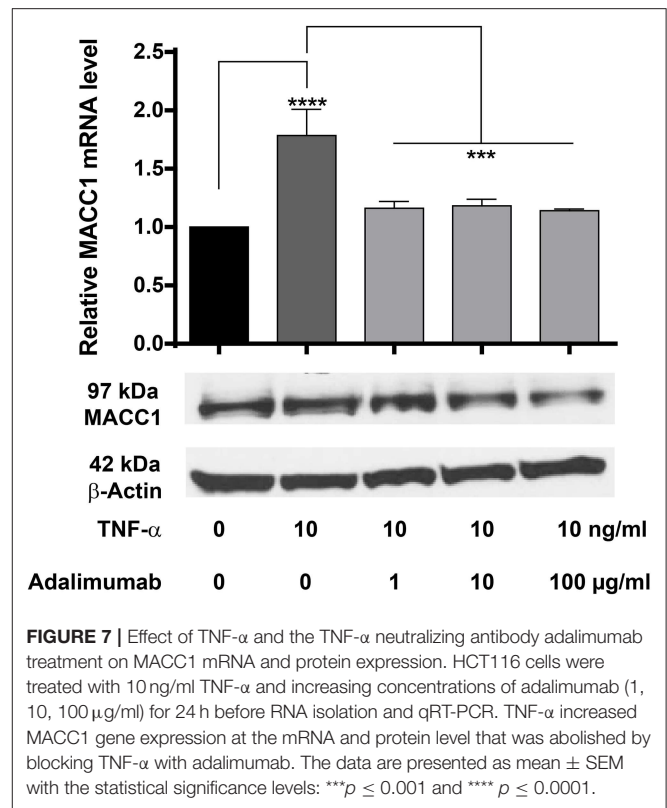 Relative MACC1 mRNA level
2.5
2.0
1.5
1.0
0.5
0.0
****
***
97 kDa
MACC1
42 kDa
β-Actin
TNF-α 0 10 10 10 10 ng/ml
Adalimumab 0 0 1 10 100 μg/ml
FIGURE 7 | Effect of TNF-α and the TNF-α neutralizing antibody adalimumab
treatment on MACC1 mRNA and protein expression. HCT116 cells were
treated with 10 ng/ml TNF-α and increasing concentrations of adalimumab (1,
10, 100 μg/ml) for 24 h before RNA isolation and qRT-PCR. TNF-α increased
MACC1 gene expression at the mRNA and protein level that was abolished by
blocking TNF-α with adalimumab. The data are presented as mean ± SEM
with the statistical significance levels: ***p ≤ 0.001 and **** p ≤ 0.0001.